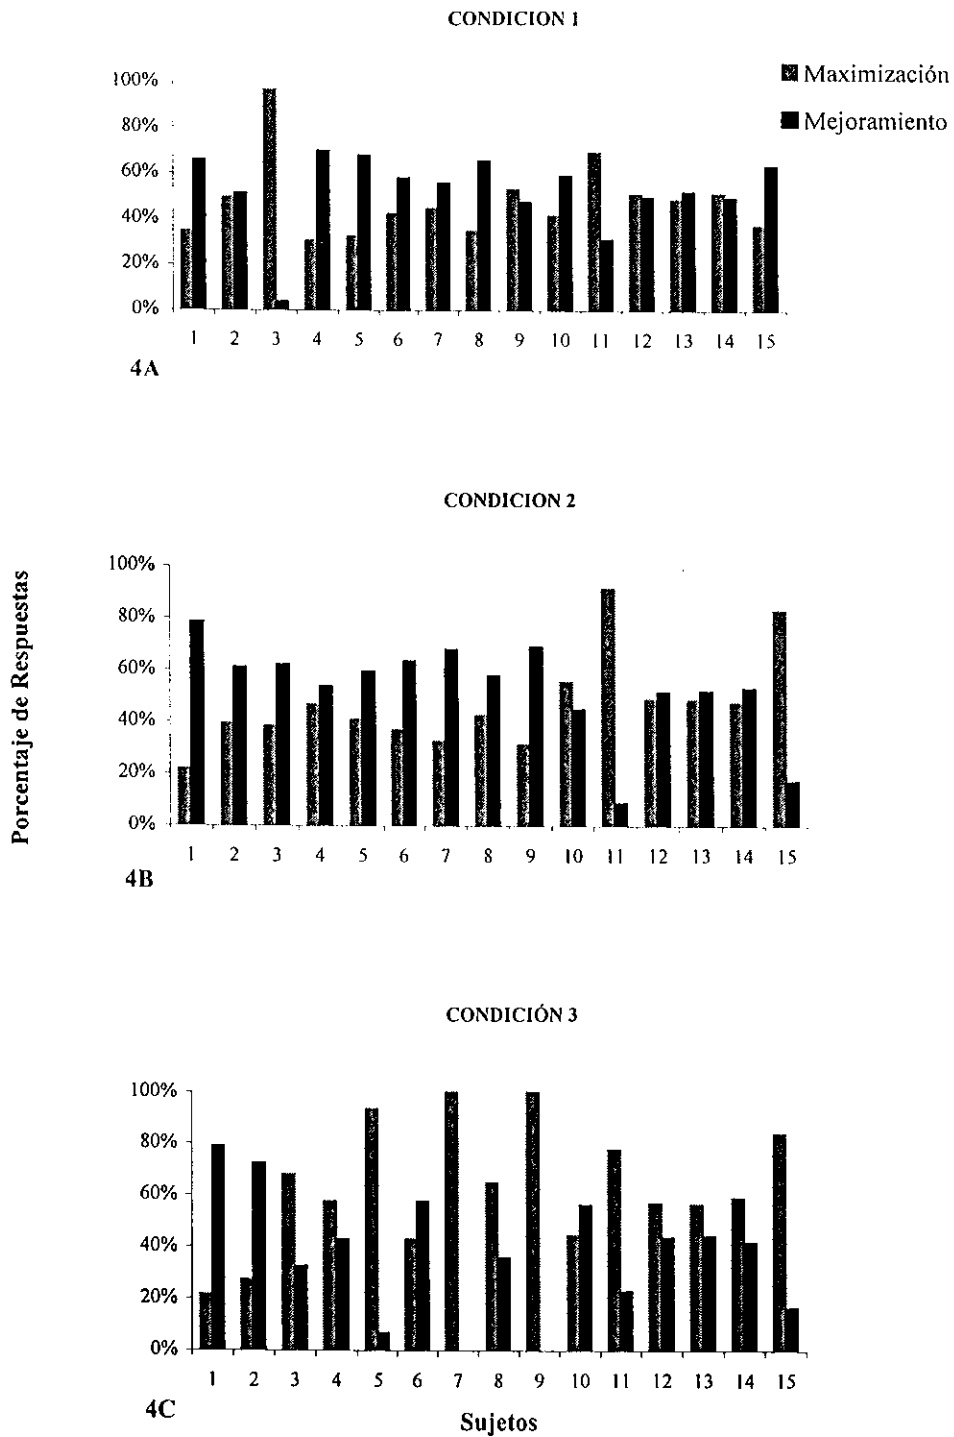 CONDICION 1
Maximización
Mejoramiento
100%
80%
60%
40%
20%
0%
1 2 3 4 5 6 7 8 9 10 11 12 13 14 15
4A
CONDICION 2
Porcentaje de Respuestas
100%
80%
60%
40%
20%
0%
1 2 3 4 5 6 7 8 9 10 11 12 13 14 15
4B
CONDICIÓN 3
100%
80%
60%
40%
20%
0%
1 2 3 4 5 6 7 8 9 10 11 12 13 14 15
4C
Sujetos